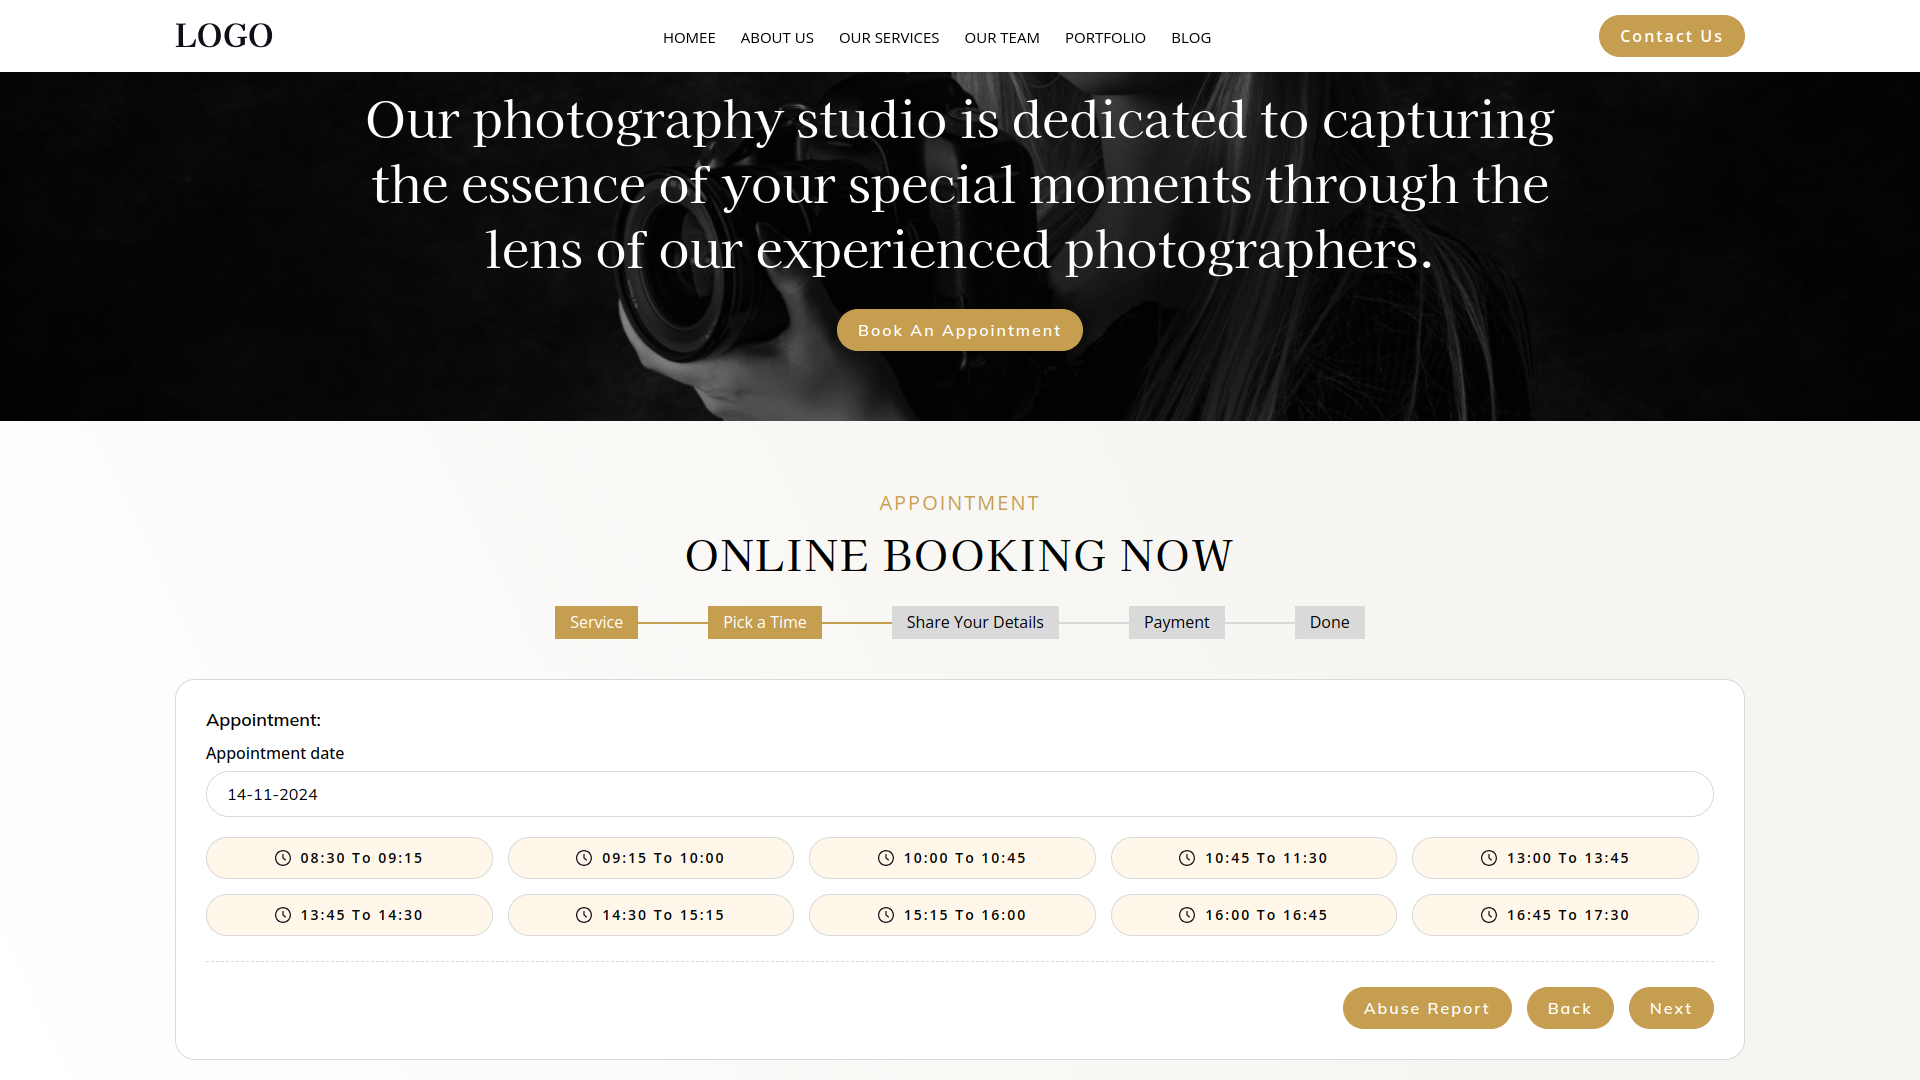 LOGO
HOMEE ABOUT US OUR SERVICES OUR TEAM PORTFOLIO BLOG
Contact Us
Our photography studio is dedicated to capturing
the essence of your special moments through the
lens of our experienced photographers.
Book An Appointment
APPOINTMENT
ONLINE BOOKING NOW
Service Pick a Time Share Your Details Payment Done
Appointment:
Appointment date
14-11-2024
08:30 To 09:15 09:15 To 10:00 10:00 To 10:45 10:45 To 11:30 13:00 To 13:45
13:45 To 14:30 14:30 To 15:15 15:15 To 16:00 16:00 To 16:45 16:45 To 17:30
Abuse Report Back Next